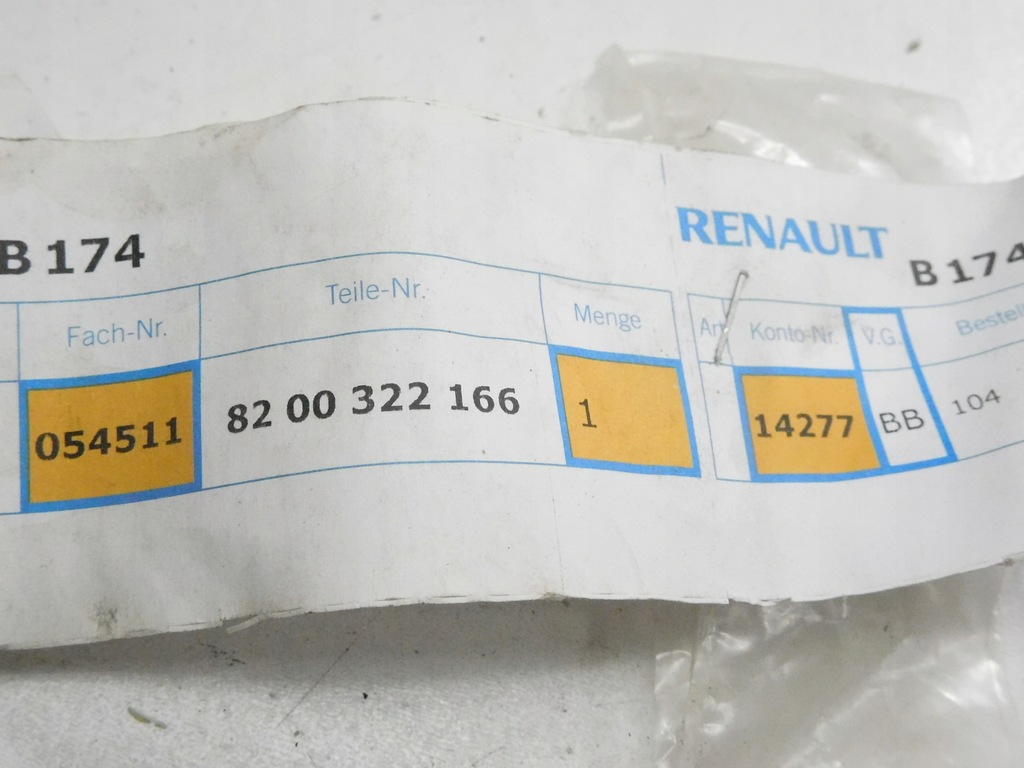 B 174
Fach-Nr. Teile-Nr. Menge
054511 82 00 322 166 1
RENAULT B 174
Art Konto-Nr. V.G.
14277 BB 104